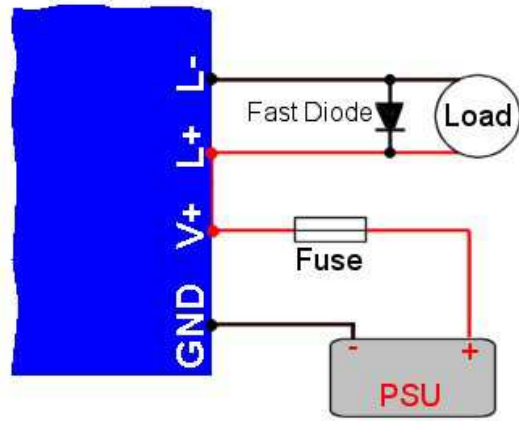 L-
Fast Diode
Load
L+
V+
Fuse
GND
- +
PSU